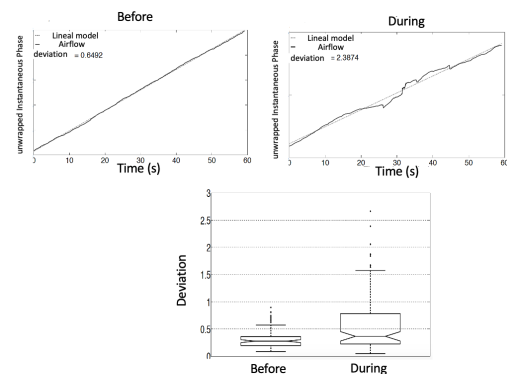 Before
Lineal model
Airflow
deviation = 0.6492
unwrapped Instantaneous Phase
0 10 20 30 40 50 60
Time (s)
During
Lineal model
Airflow
deviation = 2.3874
unwrapped Instantaneous Phase
0 10 20 30 40 50 60
Time (s)
3
2.5
2
1.5
1
0.5
0
Deviation
Before During